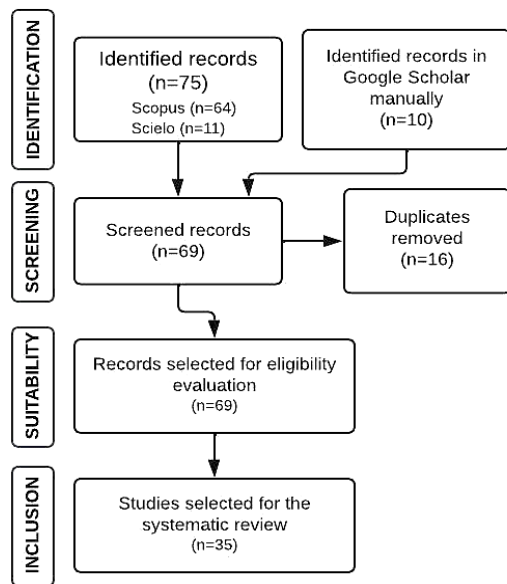 IDENTIFICATION
Identified records
(n=75)
Scopus (n=64)
Scielo (n=11)
Identified records in
Google Scholar
manually
(n=10)
SCREENING
Screened records
(n=69)
Duplicates
removed
(n=16)
SUITABILITY
Records selected for eligibility
evaluation
(n=69)
INCLUSION
Studies selected for the
systematic review
(n=35)